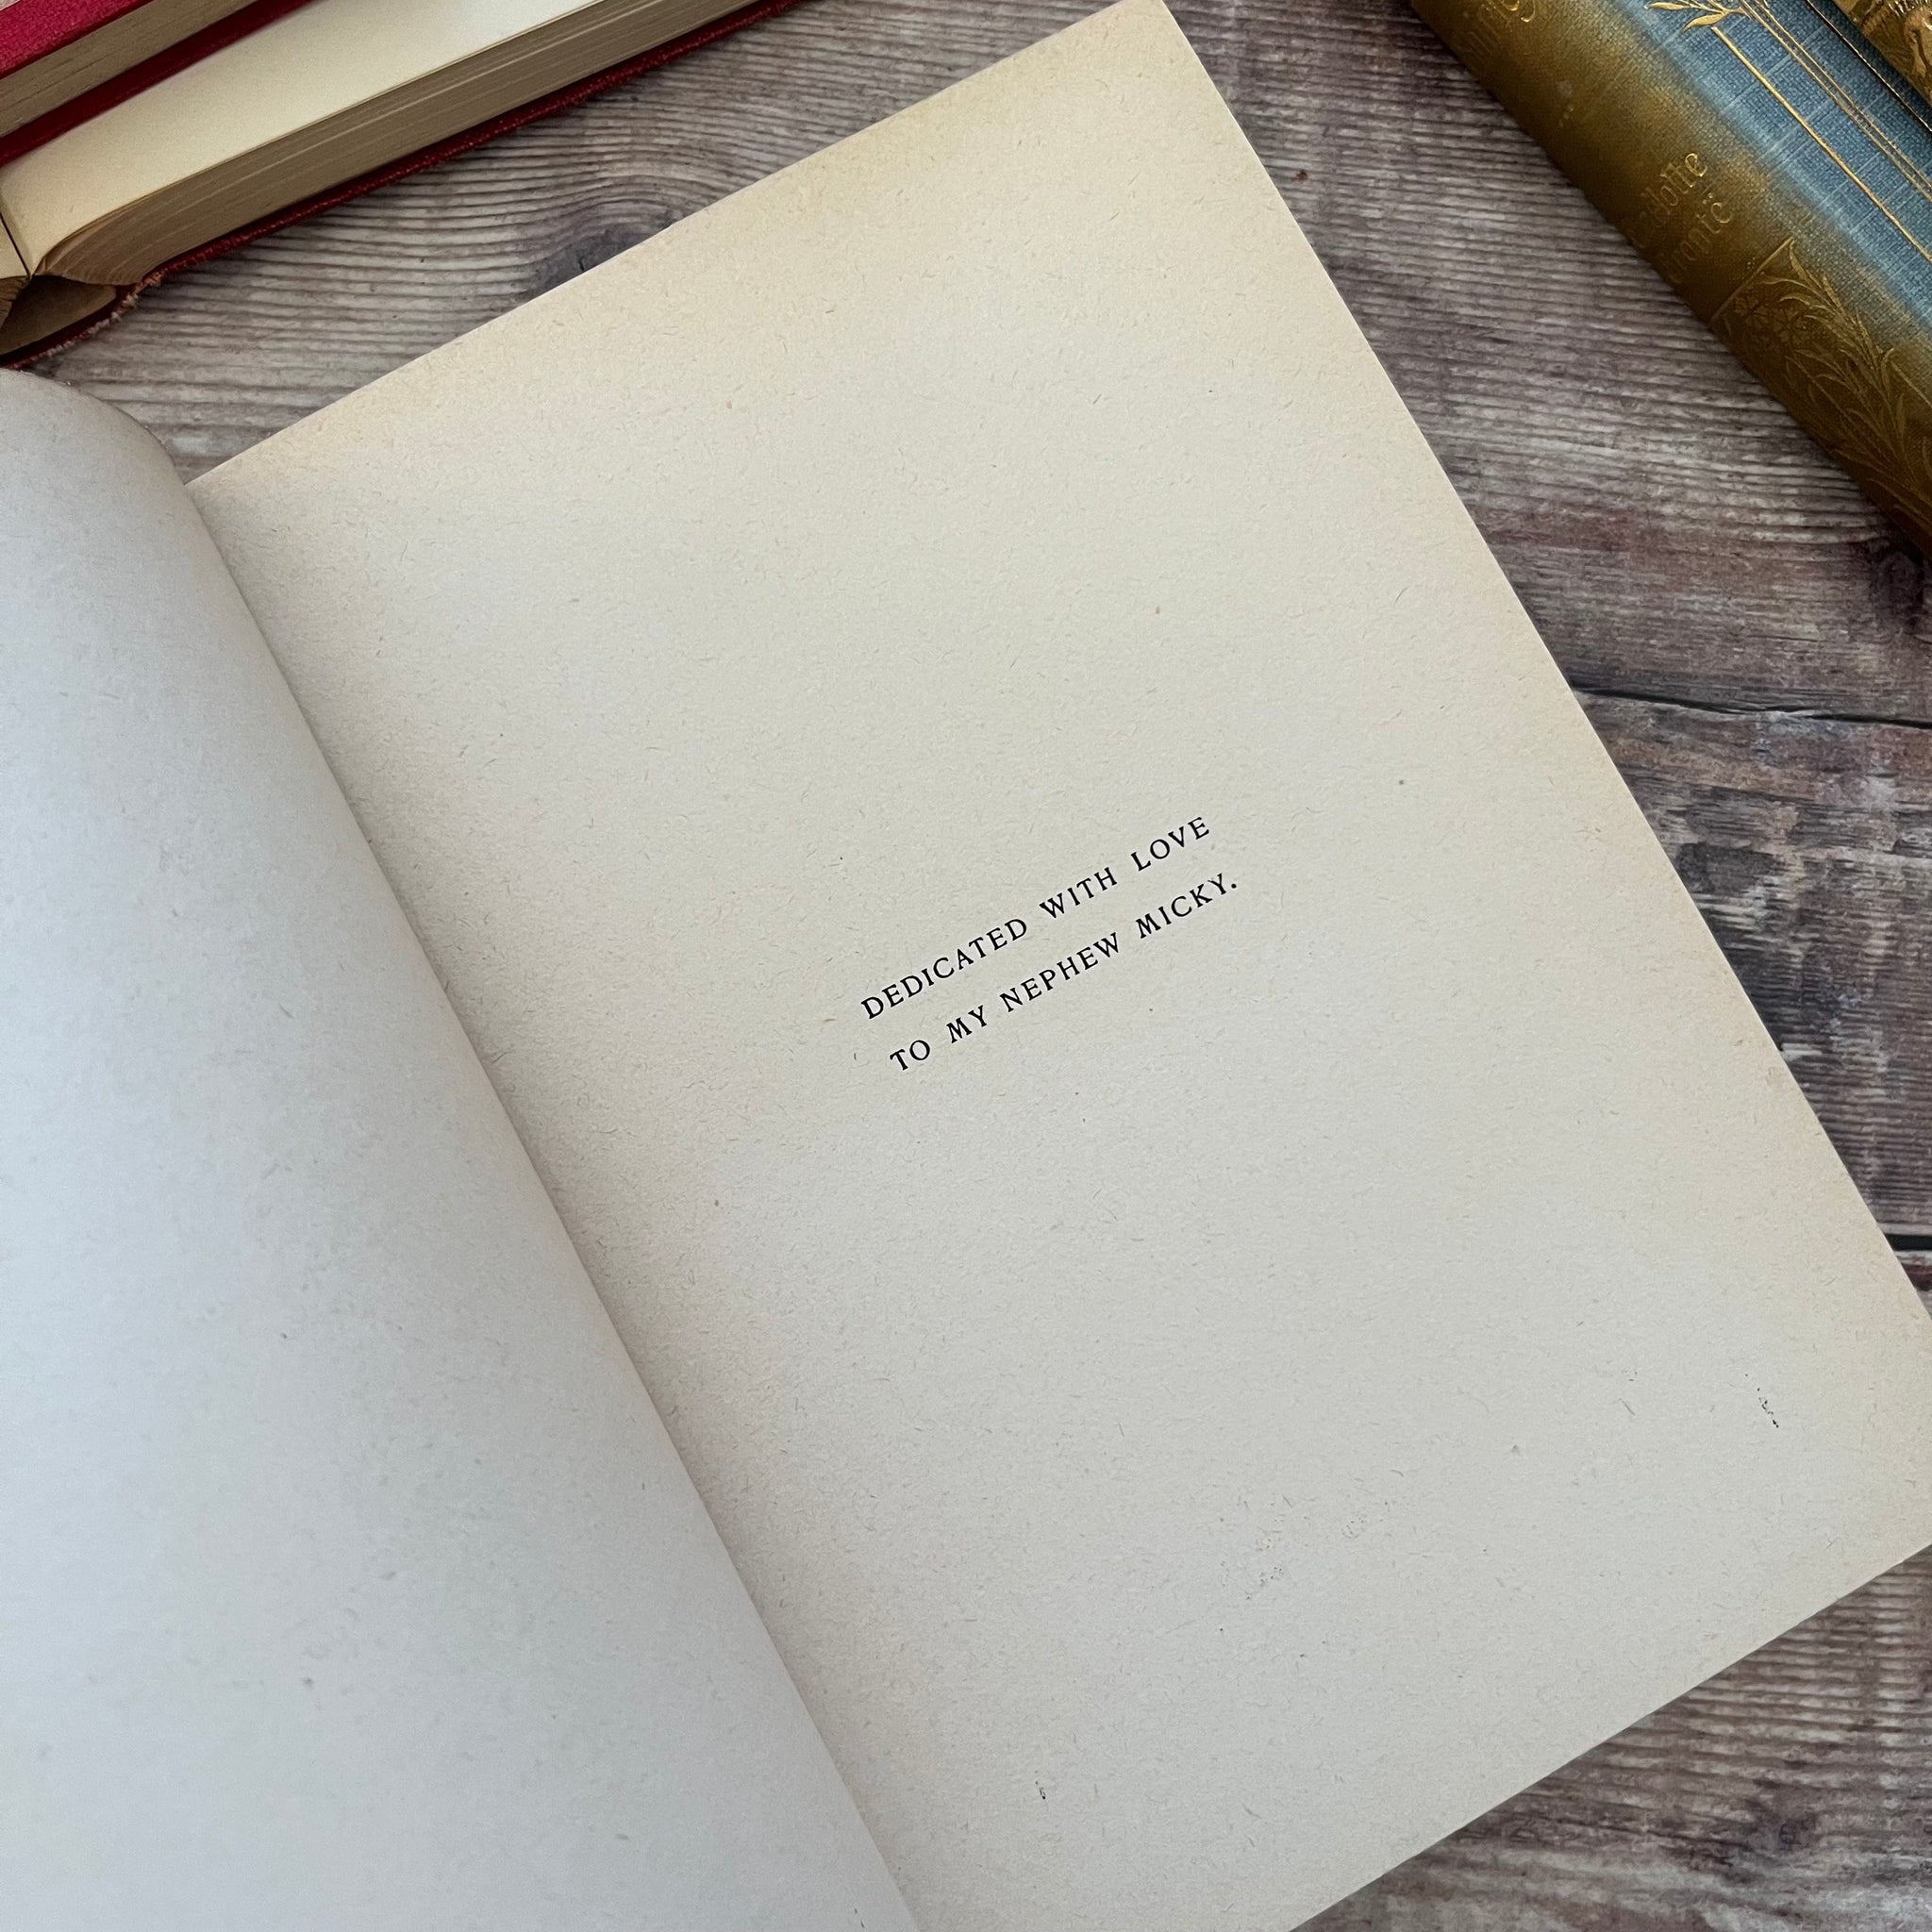 DEDICATED WITH LOVE
TO MY NEPHEW MICKY.